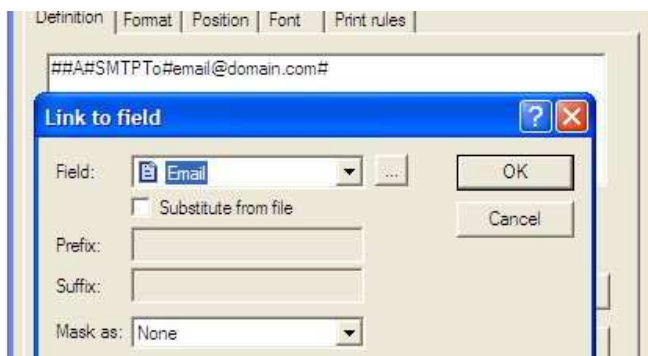 Definition Format Position Font Print rules
##A#SMTPTo#email@domain.com#
Link to field
Field: Email ... OK
Substitute from file
Cancel
Prefix:
Suffix:
Mask as: None